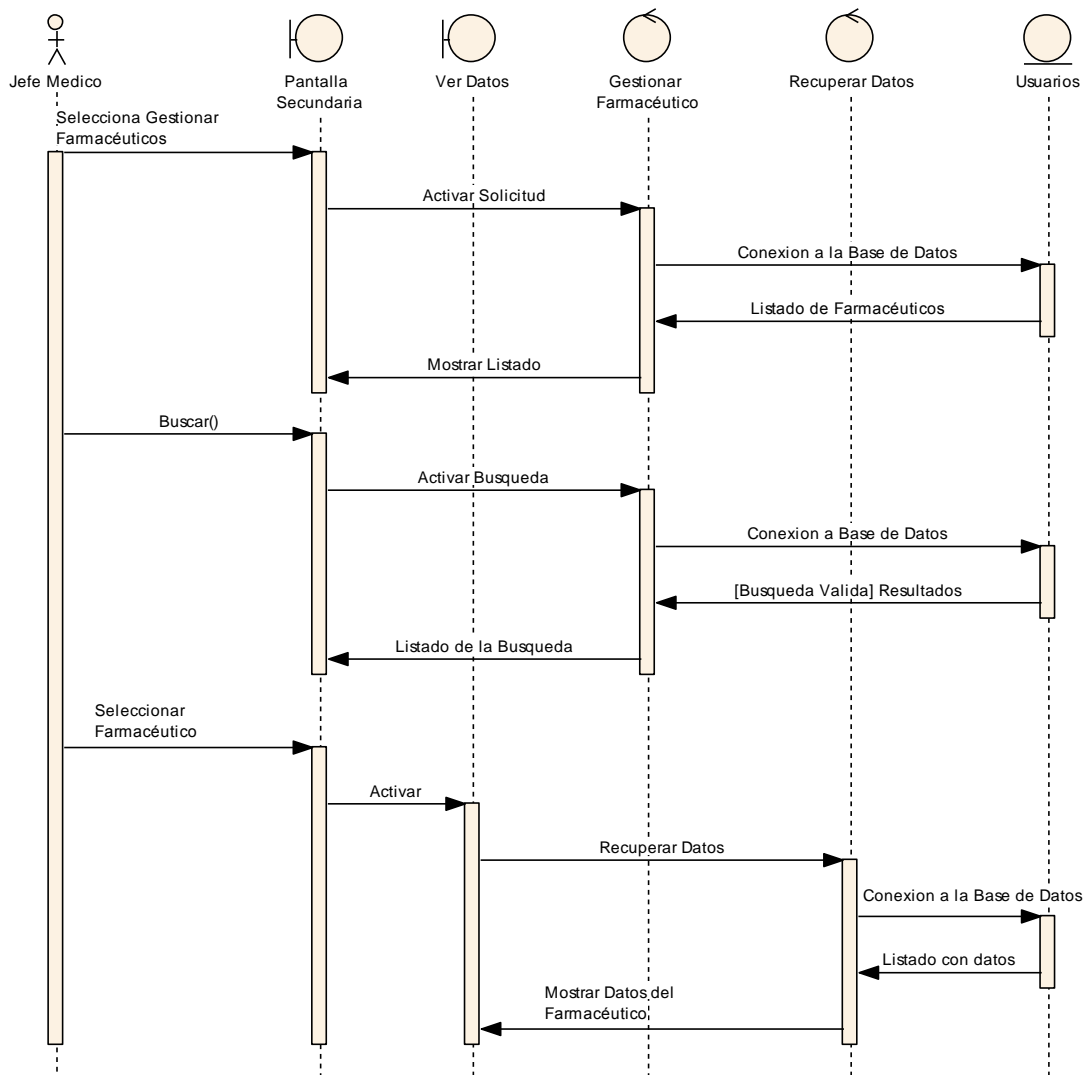 Jefe Medico
Pantalla
Secundaria
Ver Datos
Gestionar
Farmacéutico
Recuperar Datos
Usuarios
Selecciona Gestionar
Farmacéuticos
Activar Solicitud
Conexion a la Base de Datos
Listado de Farmacéuticos
Mostrar Listado
Buscar()
Activar Busqueda
Conexion a Base de Datos
[Busqueda Valida] Resultados
Listado de la Busqueda
Seleccionar
Farmacéutico
Activar
Recuperar Datos
Conexion a la Base de Datos
Listado con datos
Mostrar Datos del
Farmacéutico